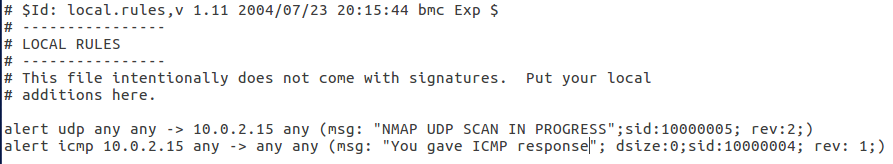 # $Id: local.rules,v 1.11 2004/07/23 20:15:44 bmc Exp $
# ----------------
# LOCAL RULES
# ----------------
# This file intentionally does not come with signatures.  Put your local
# additions here.
alert udp any any -> 10.0.2.15 any (msg: "NMAP UDP SCAN IN PROGRESS";sid:10000005; rev:2;)
alert icmp 10.0.2.15 any -> any any (msg: "You gave ICMP response"; dsize:0;sid:10000004; rev: 1;)